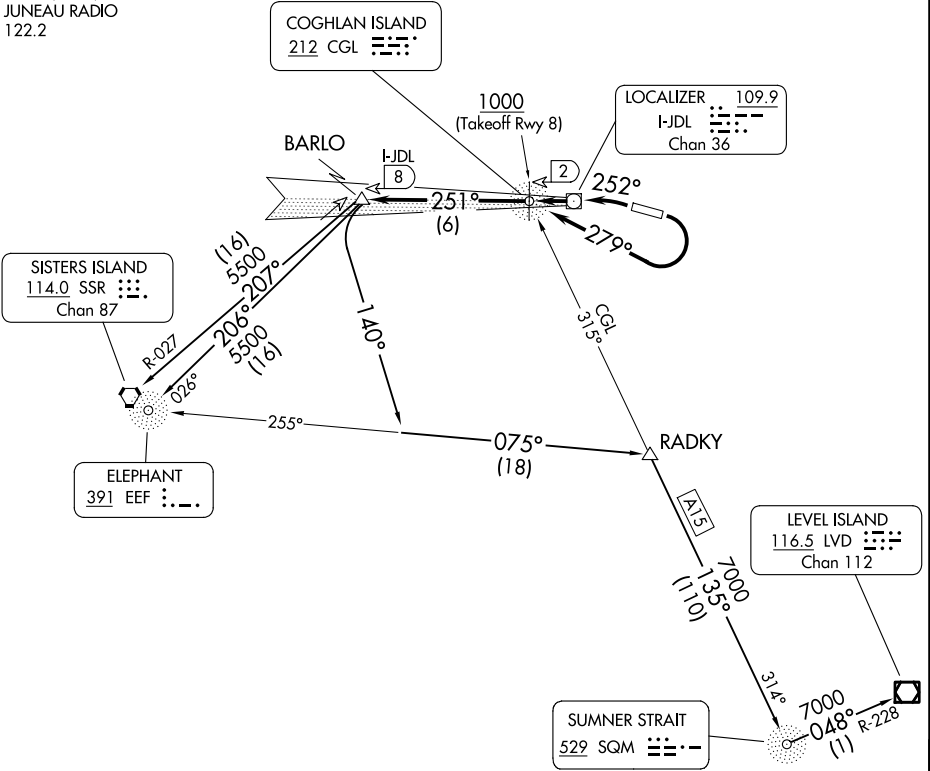 JUNEAU RADIO
122.2
COGHLAN ISLAND
212 CGL
1000
(Takeoff Rwy 8)
LOCALIZER 109.9
I-JDL
Chan 36
BARLO
I-JDL
8
2
252°
251°
(6)
279°
(16)
5500
207°
206°
5500
(16)
SISTERS ISLAND
114.0 SSR
Chan 87
R-027
026°
140°
CGL
315°
255°
075°
(18)
RADKY
ELEPHANT
391 EEF
A15
7000
135°
(110)
LEVEL ISLAND
116.5 LVD
Chan 112
314°
SUMNER STRAIT
529 SQM
7000
048°
(1)
R-228